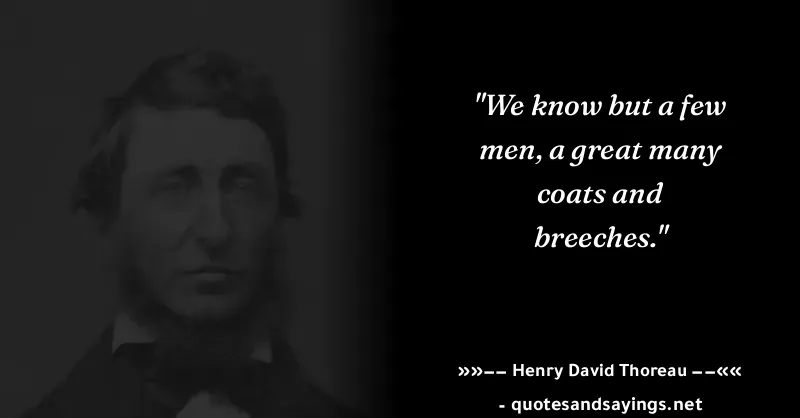 "We know but a few
men, a great many
coats and
breeches."
»»−− Henry David Thoreau −−««
- quotesandsayings.net